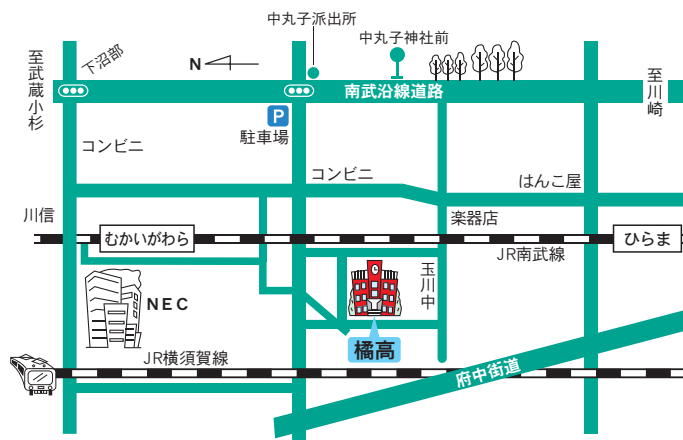 中丸子派出所
中丸子神社前
下沼部
N
至武蔵小杉
南武沿線道路
至川崎
P
駐車場
コンビニ
コンビニ
はんこ屋
川信
楽器店
むかいがわら
ひらま
JR南武線
玉川中
NEC
橘高
JR横須賀線
府中街道